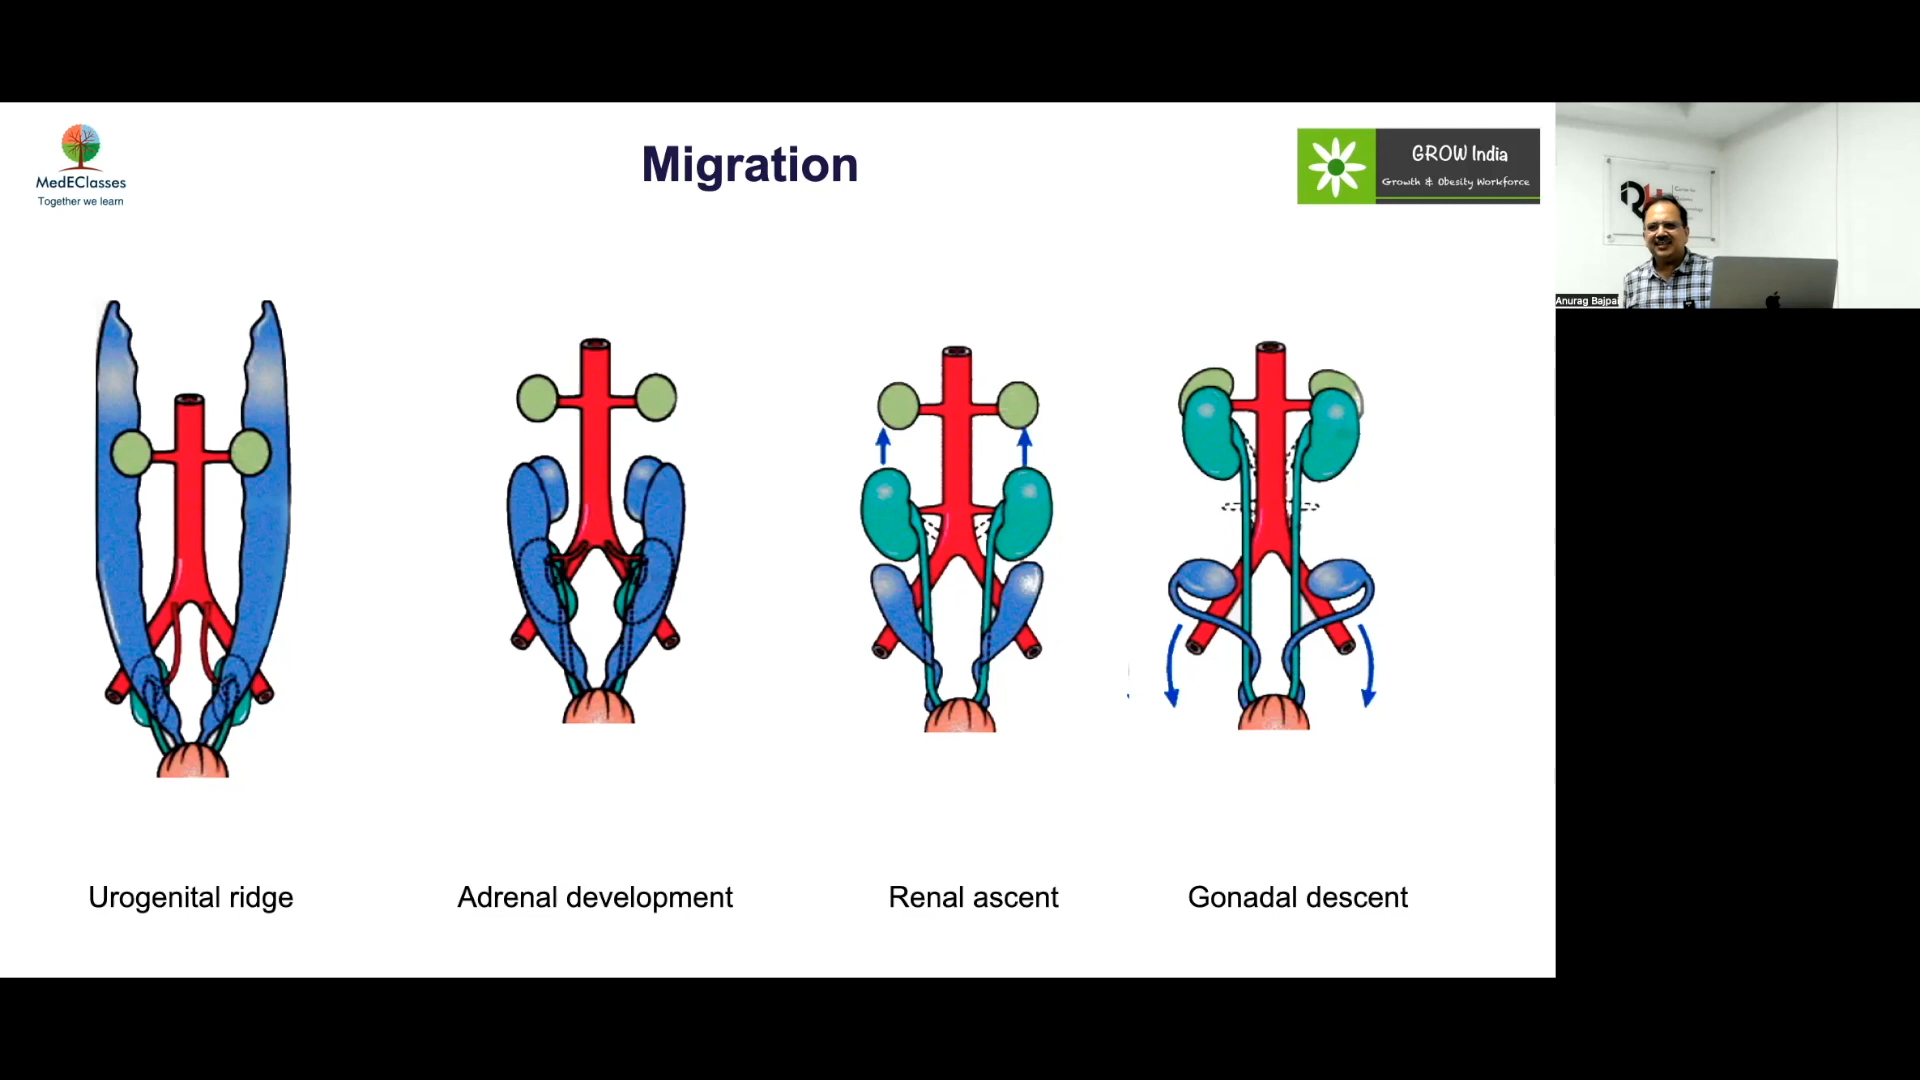 MedEClasses
Together we learn
Migration
GROW India
Growth & Obesity Workforce
Anurag Bajpai
Urogenital ridge
Adrenal development
Renal ascent
Gonadal descent